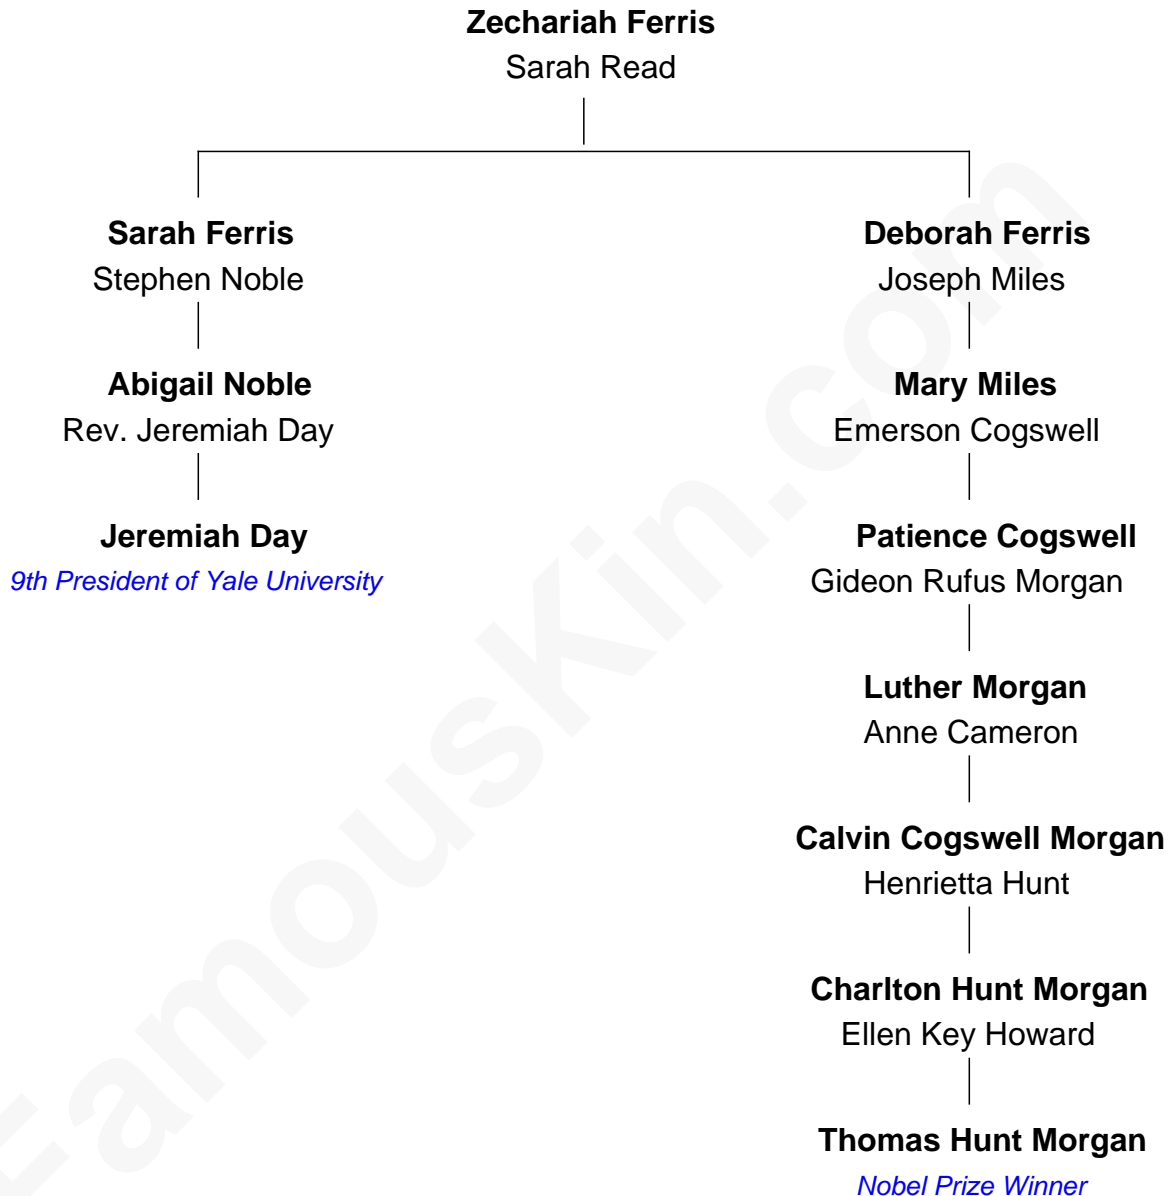 Zechariah Ferris
Sarah Read
Sarah Ferris
Stephen Noble
Abigail Noble
Rev. Jeremiah Day
Jeremiah Day
9th President of Yale University
Deborah Ferris
Joseph Miles
Mary Miles
Emerson Cogswell
Patience Cogswell
Gideon Rufus Morgan
Luther Morgan
Anne Cameron
Calvin Cogswell Morgan
Henrietta Hunt
Charlton Hunt Morgan
Ellen Key Howard
Thomas Hunt Morgan
Nobel Prize Winner
FamousKin.com